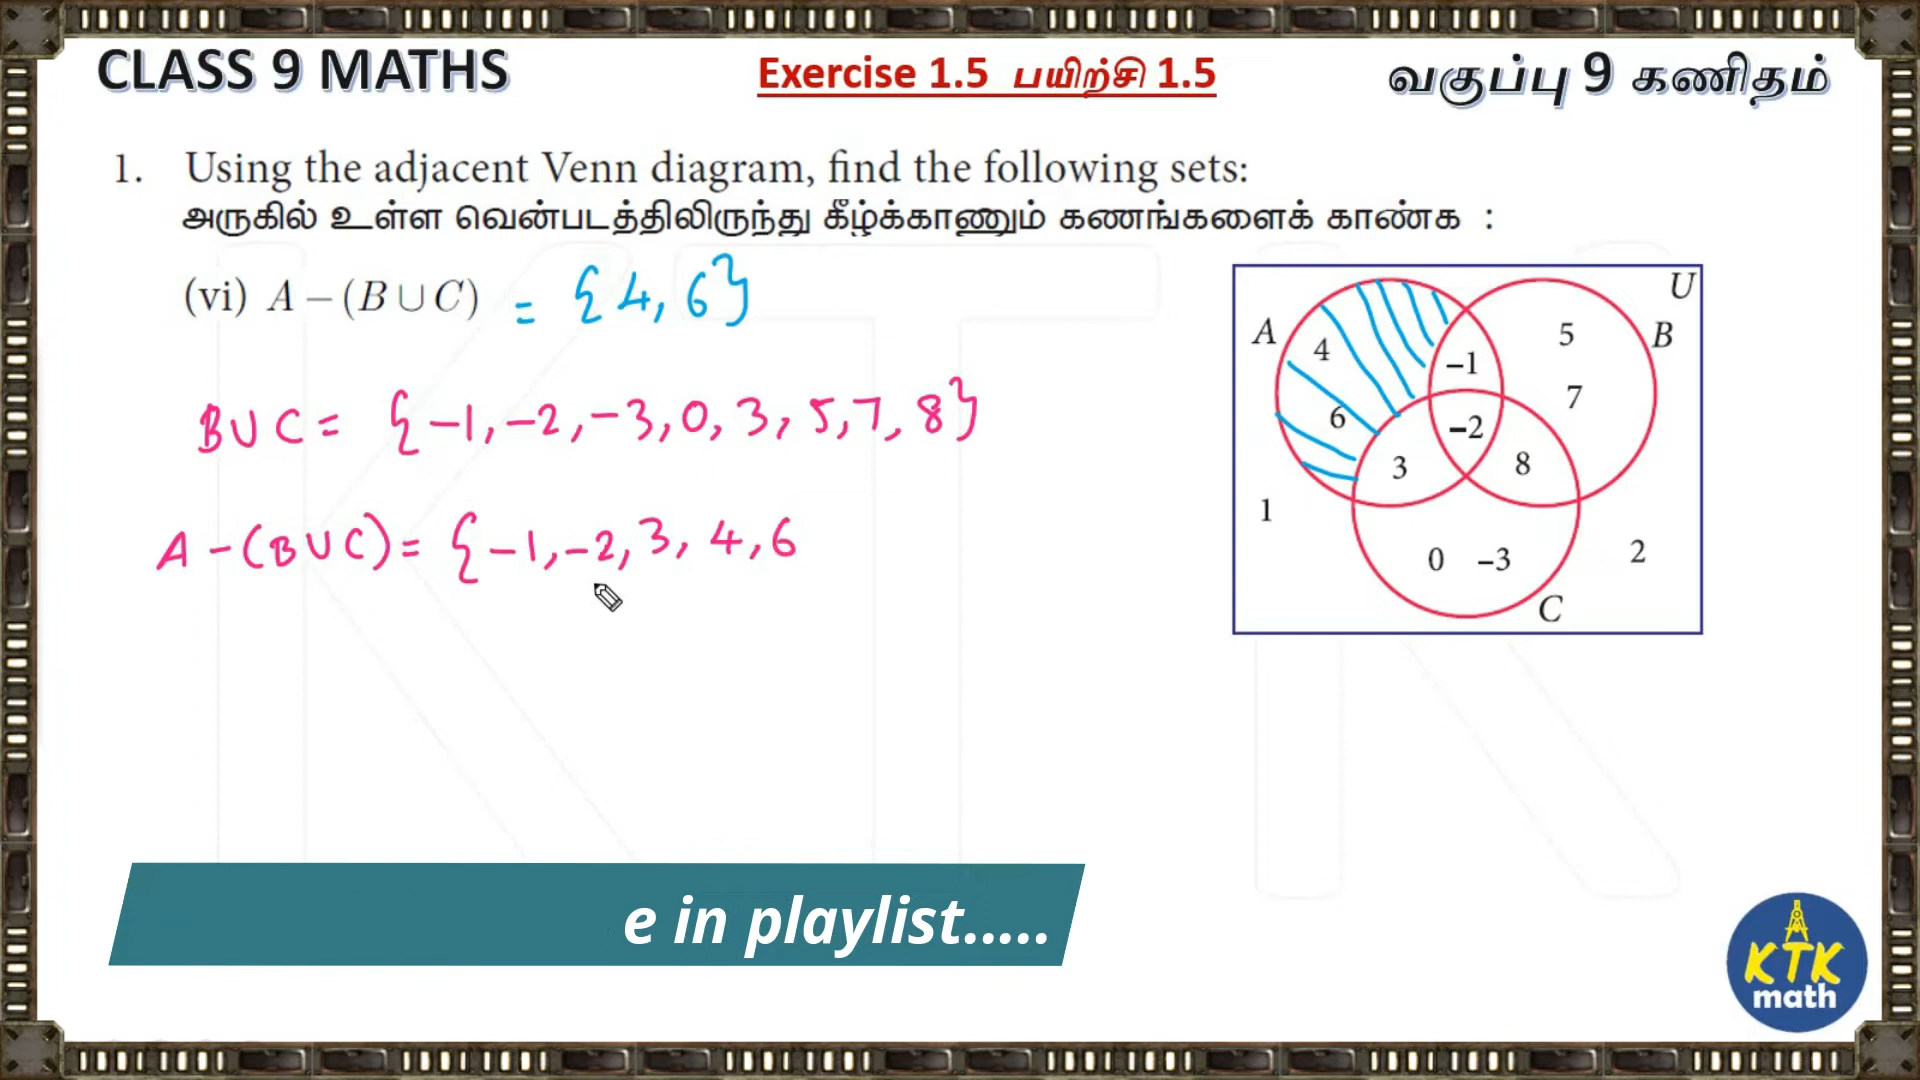 CLASS 9 MATHS
Exercise 1.5 பயிற்சி 1.5
வகுப்பு 9 கணிதம்
1. Using the adjacent Venn diagram, find the following sets:
அருகில் உள்ள வென்படத்திலிருந்து கீழ்க்காணும் கணங்களைக் காண்க :
(vi) A – (B ∪ C) = {4, 6}
B ∪ C = {-1, -2, -3, 0, 3, 5, 7, 8}
A - (B ∪ C) = {-1, -2, 3, 4, 6
U
A
B
4
5
–1
7
6
–2
3
8
1
0 –3
2
C
e in playlist.....
KTK
math